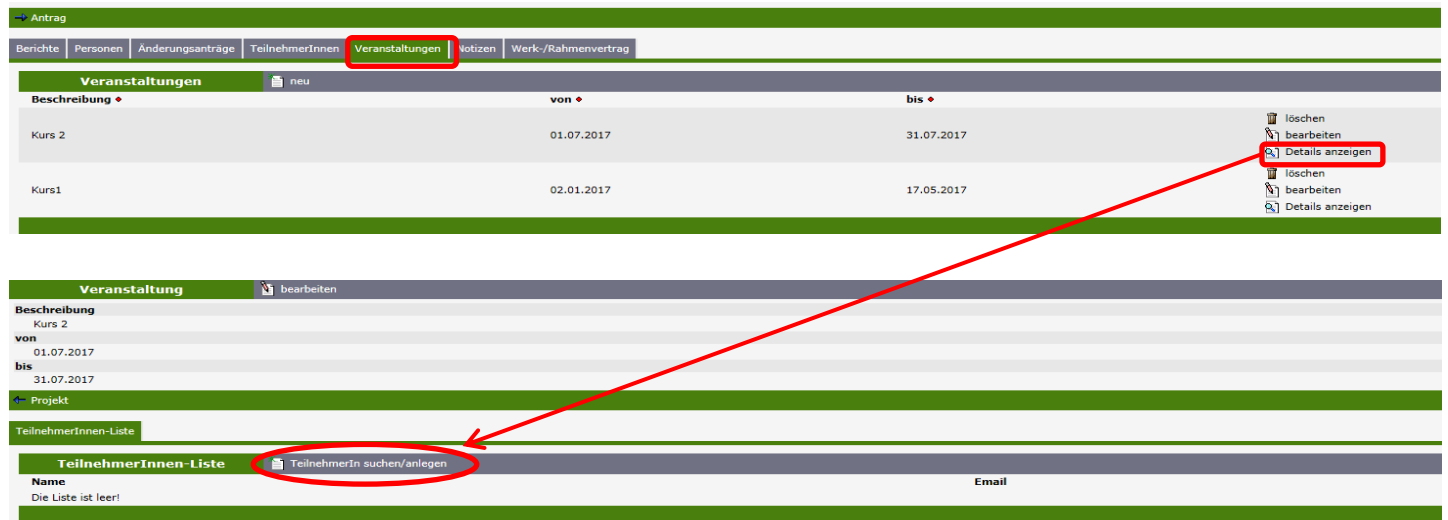 Antrag
Berichte Personen Änderungsanträge TeilnehmerInnen Veranstaltungen Notizen Werk-/Rahmenvertrag
Veranstaltungen neu
Beschreibung von bis
löschen
Kurs 2 01.07.2017 31.07.2017 bearbeiten
Details anzeigen
löschen
Kurs1 02.01.2017 17.05.2017 bearbeiten
Details anzeigen
Veranstaltung bearbeiten
Beschreibung
Kurs 2
von
01.07.2017
bis
31.07.2017
Projekt
TeilnehmerInnen-Liste
TeilnehmerInnen-Liste TeilnehmerIn suchen/anlegen
Name Email
Die Liste ist leer!